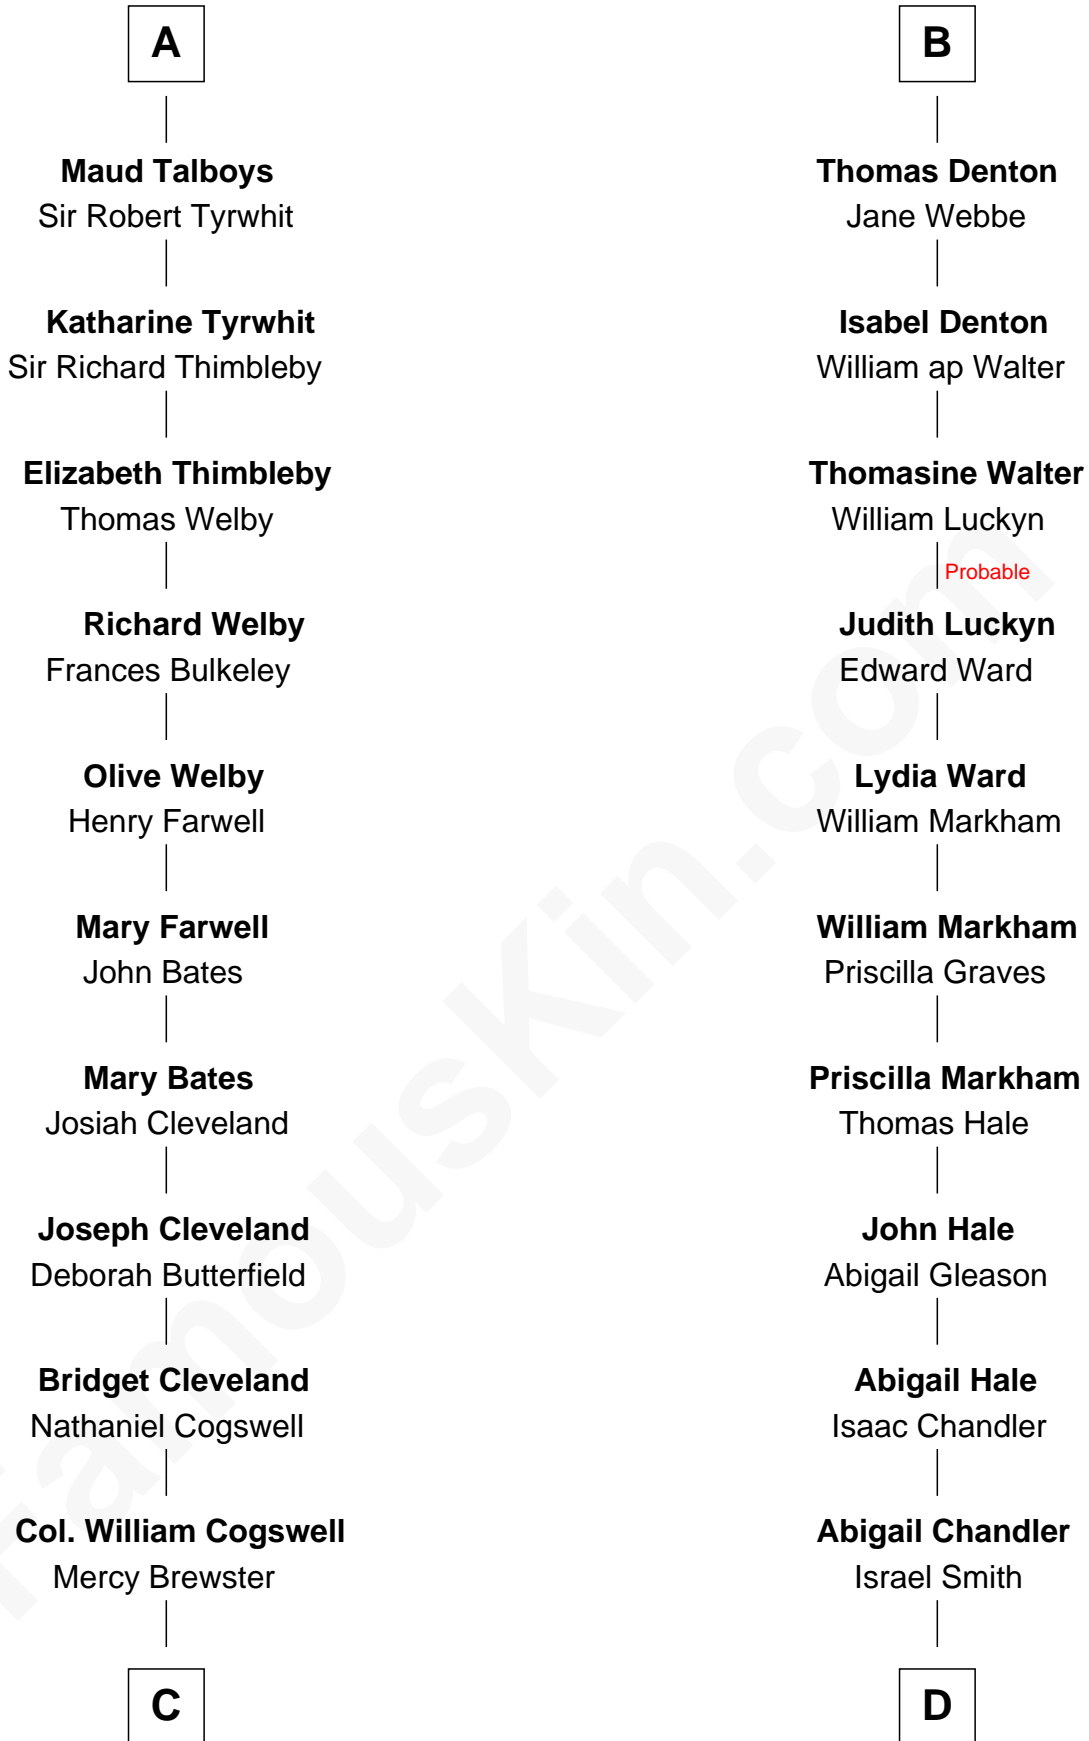 A
Maud Talboys
Sir Robert Tyrwhit
Katharine Tyrwhit
Sir Richard Thimbleby
Elizabeth Thimbleby
Thomas Welby
Richard Welby
Frances Bulkeley
Olive Welby
Henry Farwell
Mary Farwell
John Bates
Mary Bates
Josiah Cleveland
Joseph Cleveland
Deborah Butterfield
Bridget Cleveland
Nathaniel Cogswell
Col. William Cogswell
Mercy Brewster
C
B
Thomas Denton
Jane Webbe
Isabel Denton
William ap Walter
Thomasine Walter
William Luckyn
Probable
Judith Luckyn
Edward Ward
Lydia Ward
William Markham
William Markham
Priscilla Graves
Priscilla Markham
Thomas Hale
John Hale
Abigail Gleason
Abigail Hale
Isaac Chandler
Abigail Chandler
Israel Smith
D
FamousKin.com